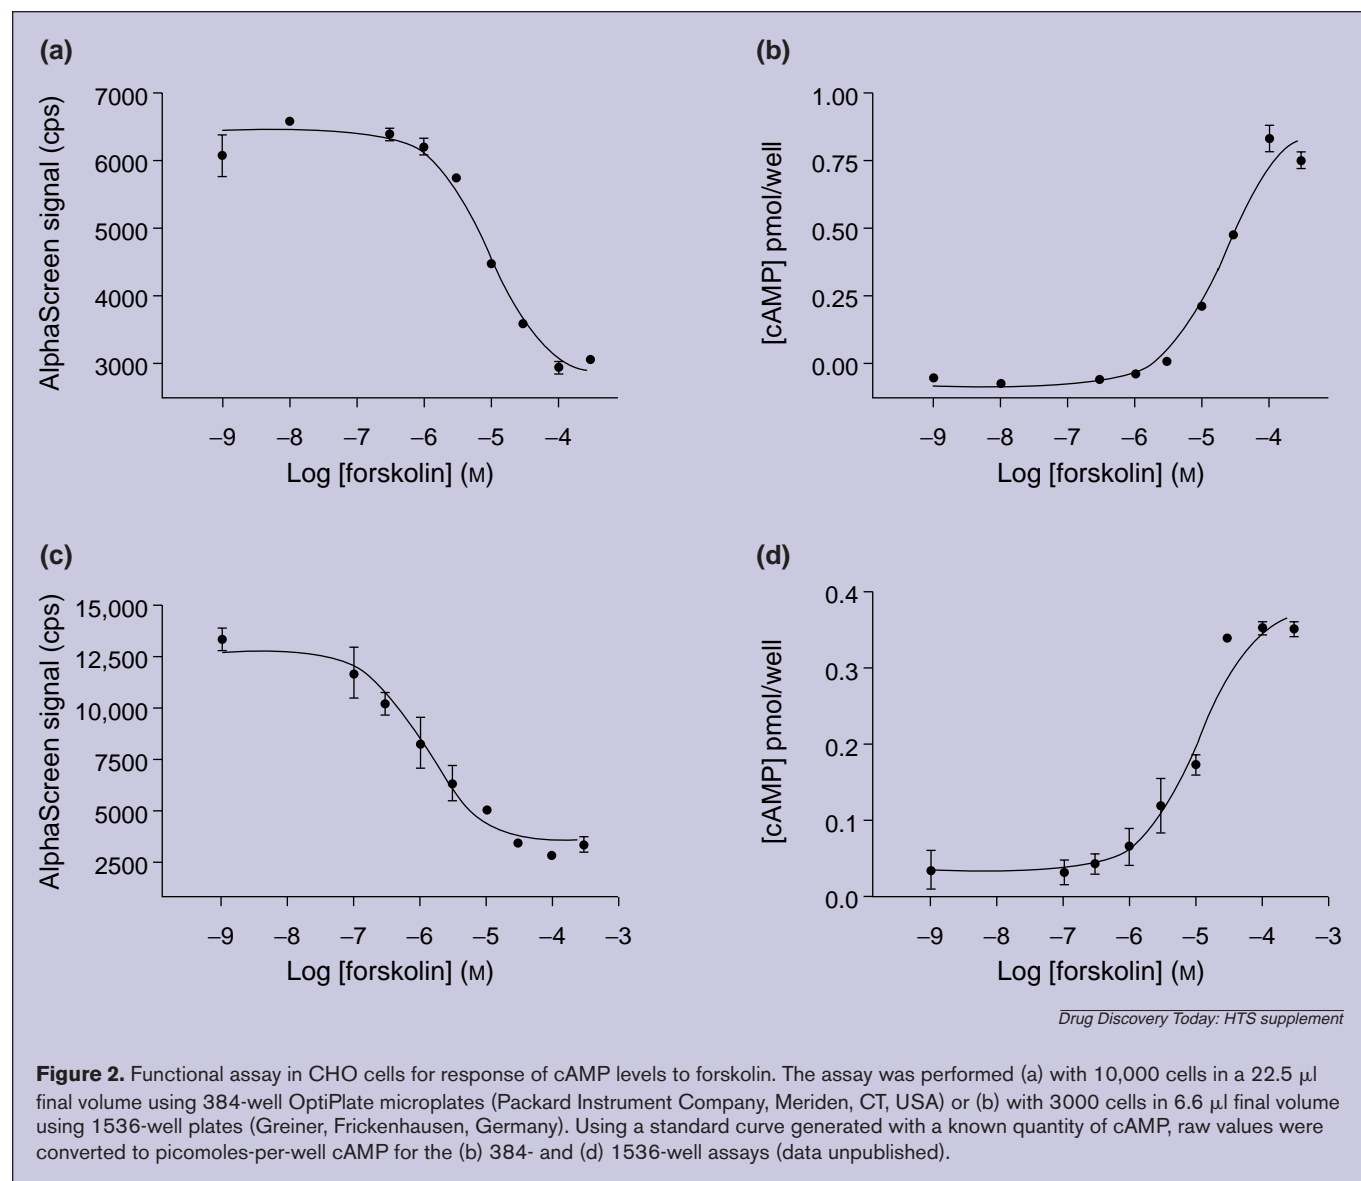 (a)
AlphaScreen signal (cps)
7000
6000
5000
4000
3000
–9 –8 –7 –6 –5 –4
Log [forskolin] (M)
(b)
[cAMP] pmol/well
1.00
0.75
0.50
0.25
0.00
–9 –8 –7 –6 –5 –4
Log [forskolin] (M)
(c)
AlphaScreen signal (cps)
15,000
12,500
10,000
7500
5000
2500
–9 –8 –7 –6 –5 –4 –3
Log [forskolin] (M)
(d)
[cAMP] pmol/well
0.4
0.3
0.2
0.1
0.0
–9 –8 –7 –6 –5 –4 –3
Log [forskolin] (M)
Drug Discovery Today: HTS supplement
Figure 2. Functional assay in CHO cells for response of cAMP levels to forskolin. The assay was performed (a) with 10,000 cells in a 22.5 µl
final volume using 384-well OptiPlate microplates (Packard Instrument Company, Meriden, CT, USA) or (b) with 3000 cells in 6.6 µl final volume
using 1536-well plates (Greiner, Frickenhausen, Germany). Using a standard curve generated with a known quantity of cAMP, raw values were
converted to picomoles-per-well cAMP for the (b) 384- and (d) 1536-well assays (data unpublished).